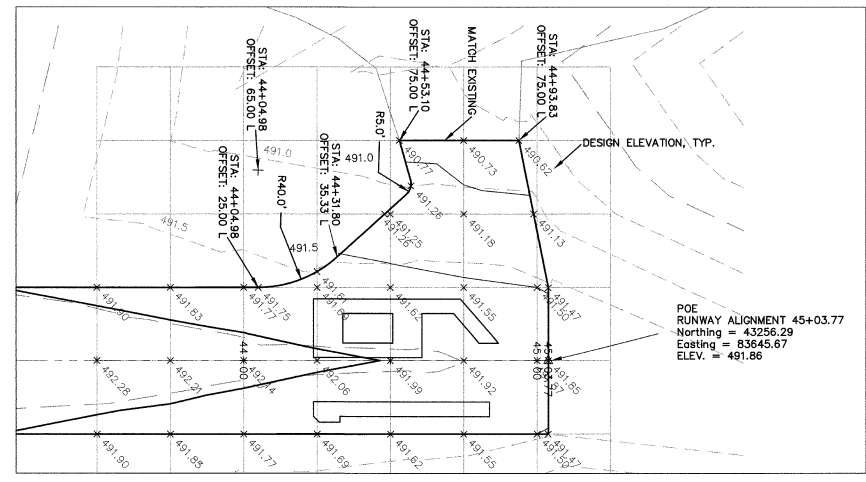 STA: 44+04.98
OFFSET: 65.00 L
STA: 44+53.10
OFFSET: 75.00 L
MATCH EXISTING
STA: 44+93.83
OFFSET: 75.00 L
DESIGN ELEVATION, TYP.
490.77
490.73
490.62
R5.0'
491.0
491.0
STA: 44+31.80
OFFSET: 35.33 L
STA: 44+04.98
OFFSET: 25.00 L
R40.0'
491.26
491.25
491.26
491.18
491.13
491.5
491.5
491.90
491.83
491.77
491.75
491.61
491.62
491.55
491.47
491.50
POE
RUNWAY ALIGNMENT 45+03.77
Northing = 43256.29
Easting = 83645.67
ELEV. = 491.86
44+00
45+00
45+03.77
492.28
492.21
492.14
492.06
491.99
491.92
491.85
491.90
491.83
491.77
491.69
491.62
491.55
491.47
491.50